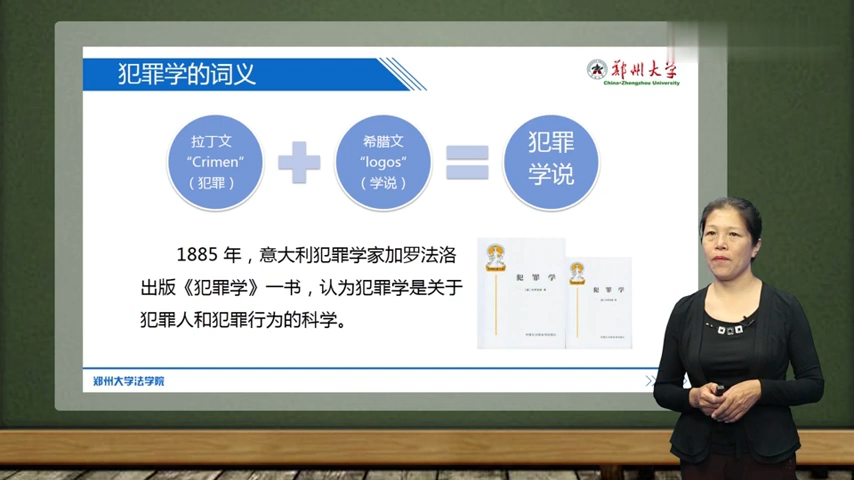 犯罪学的词义
郑州大学
China·Zhengzhou University
拉丁文
“Crimen”
（犯罪）
希腊文
“logos”
（学说）
犯罪
学说
1885 年，意大利犯罪学家加罗法洛
出版《犯罪学》一书，认为犯罪学是关于
犯罪人和犯罪行为的科学。
犯 罪 学
犯 罪 学
郑州大学法学院